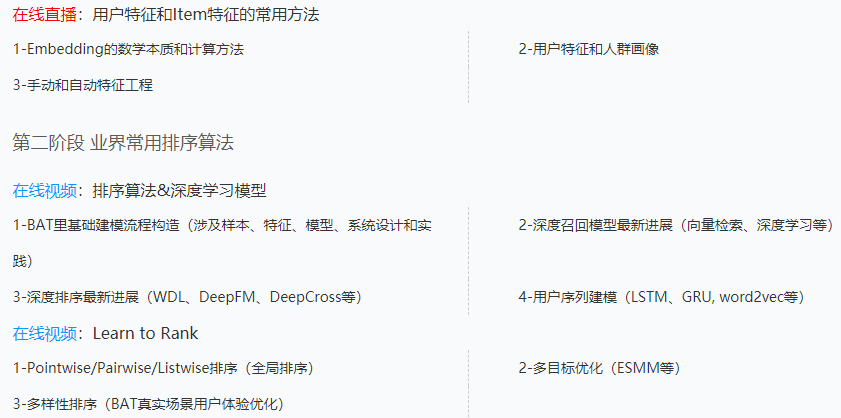 在线直播：用户特征和Item特征的常用方法
1-Embedding的数学本质和计算方法
2-用户特征和人群画像
3-手动和自动特征工程
第二阶段 业界常用排序算法
在线视频：排序算法&深度学习模型
1-BAT里基础建模流程构造（涉及样本、特征、模型、系统设计和实
践）
2-深度召回模型最新进展（向量检索、深度学习等）
3-深度排序最新进展（WDL、DeepFM、DeepCross等）
4-用户序列建模（LSTM、GRU, word2vec等）
在线视频：Learn to Rank
1-Pointwise/Pairwise/Listwise排序（全局排序）
2-多目标优化（ESMM等）
3-多样性排序（BAT真实场景用户体验优化）